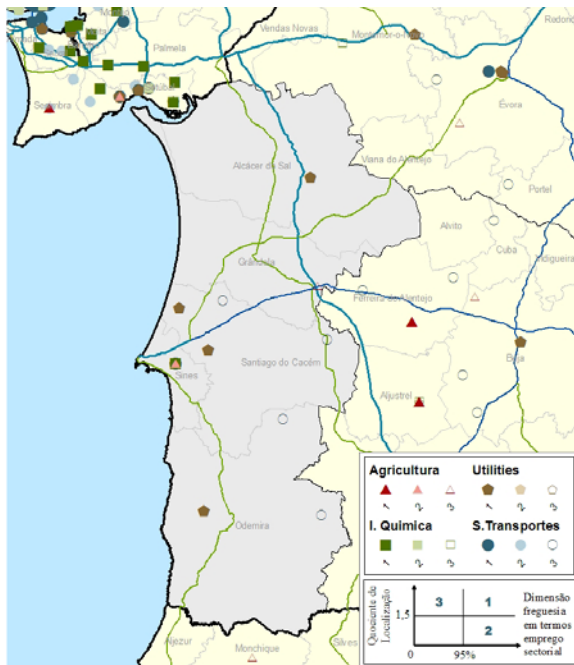 Moita
Palmela
Vendas Novas
Montemor-o-novo
Redondo
Sesimbra
Setúbal
Évora
Alcácer do Sal
Viana do Alentejo
Portel
Alvito
Cuba
Vidigueira
Grândola
Ferreira do Alentejo
Beja
Santiago do Cacém
Sines
Aljustrel
Odemira
Aljezur
Monchique
Silves
Agricultura Utilities
1 2 3 1 2 3
I. Quimica S.Transportes
1 2 3 1 2 3
Quociente de
Localização
1,5
3 1
2
0 95%
Dimensão
freguesia
em termos
emprego
sectorial